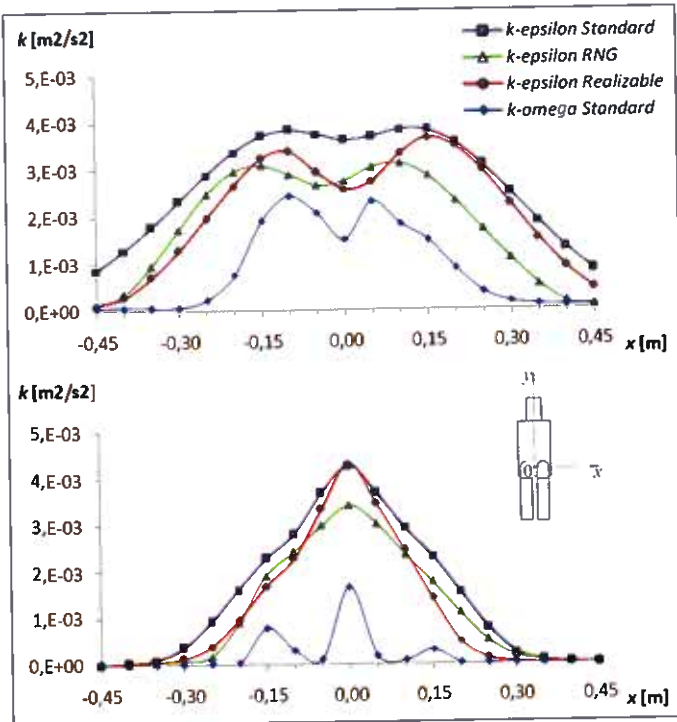 k [m2/s2]
k-epsilon Standard
k-epsilon RNG
k-epsilon Realizable
k-omega Standard
5,E-03
4,E-03
3,E-03
2,E-03
1,E-03
0,E+00
-0,45 -0,30 -0,15 0,00 0,15 0,30 0,45
x [m]
k [m2/s2]
5,E-03
4,E-03
3,E-03
2,E-03
1,E-03
0,E+00
-0,45 -0,30 -0,15 0,00 0,15 0,30 0,45
x [m]
0
x